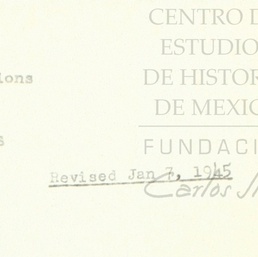 CENTRO D
ESTUDIO
DE HISTOR
DE MEXIC
ions
FUNDACI
Revised Jan 7, 1945
Carlos